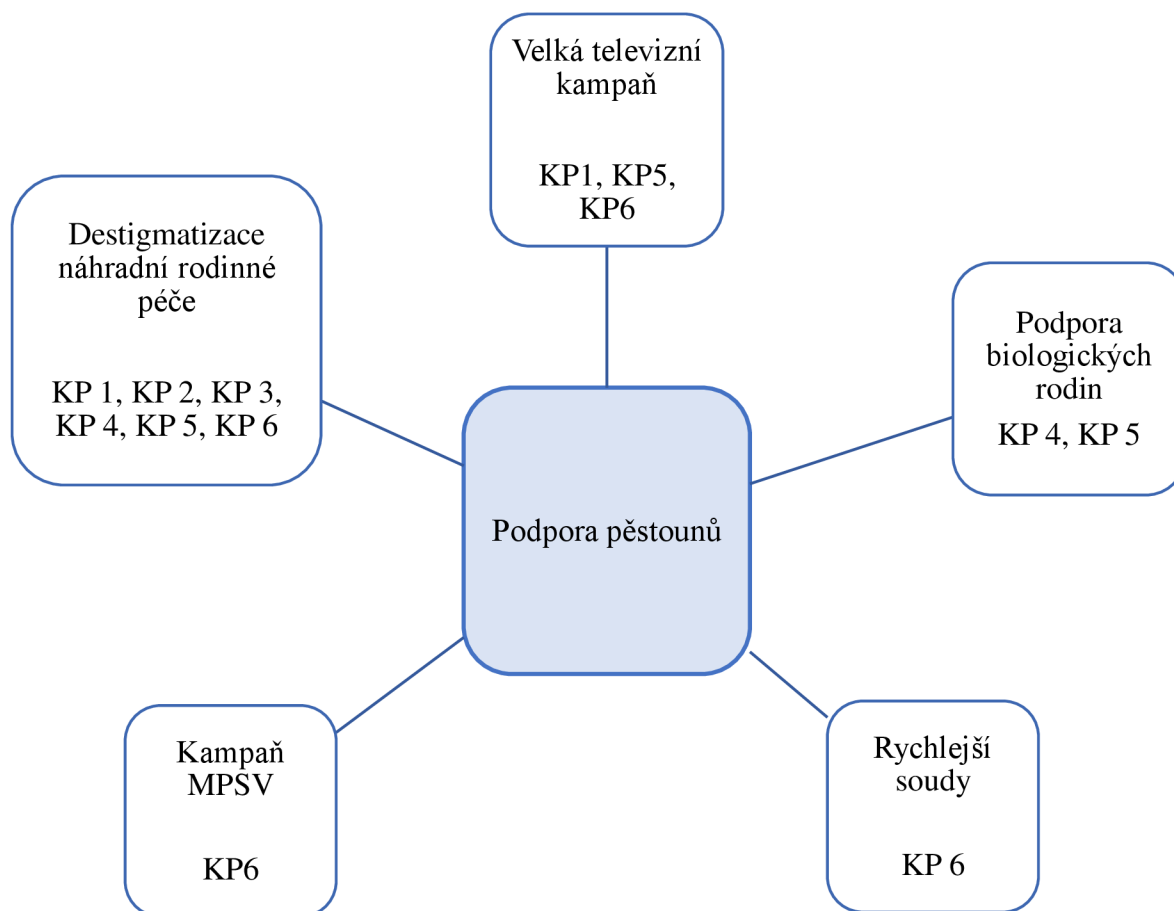 Velká televizní
kampaň
KP1, KP5,
KP6
Destigmatizace
náhradní rodinné
péče
KP 1, KP 2, KP 3,
KP 4, KP 5, KP 6
Podpora
biologických
rodin
KP 4, KP 5
Podpora pěstounů
Kampaň
MPSV
KP6
Rychlejší
soudy
KP 6